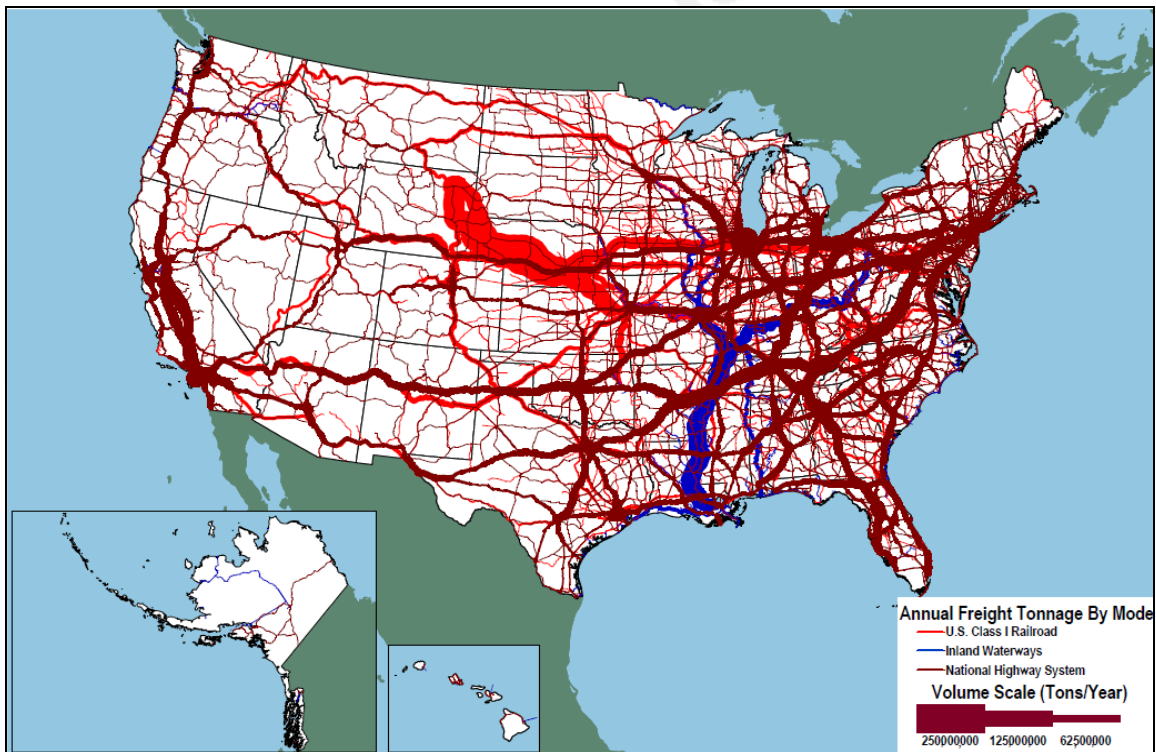 Annual Freight Tonnage By Mode
U.S. Class I Railroad
Inland Waterways
National Highway System
Volume Scale (Tons/Year)
250000000 125000000 62500000